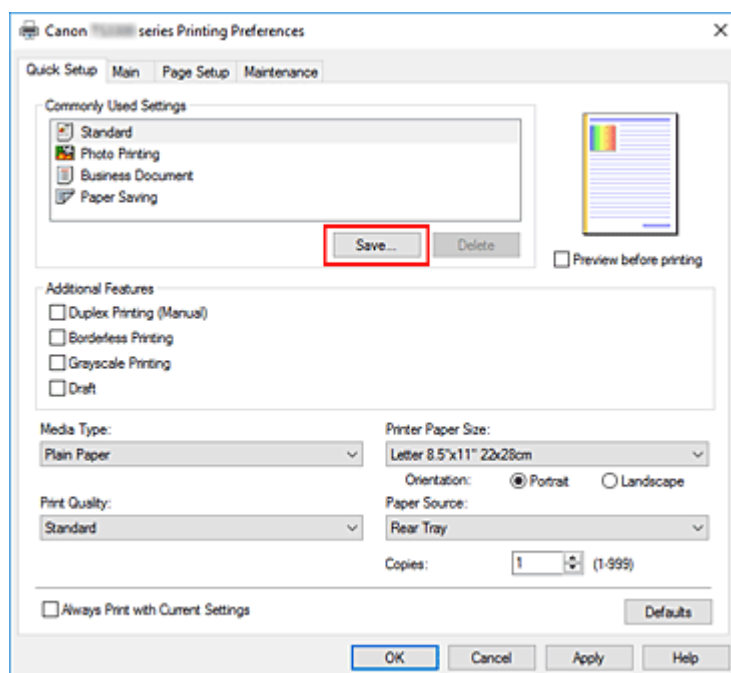 Canon series Printing Preferences
Quick Setup Main Page Setup Maintenance
Commonly Used Settings
Standard
Photo Printing
Business Document
Paper Saving
Save... Delete
Preview before printing
Additional Features
Duplex Printing (Manual)
Borderless Printing
Grayscale Printing
Draft
Media Type: Printer Paper Size:
Plain Paper Letter 8.5"x11" 22x28cm
Orientation: Portrait Landscape
Print Quality: Paper Source:
Standard Rear Tray
Copies: 1 (1-999)
Always Print with Current Settings Defaults
OK Cancel Apply Help